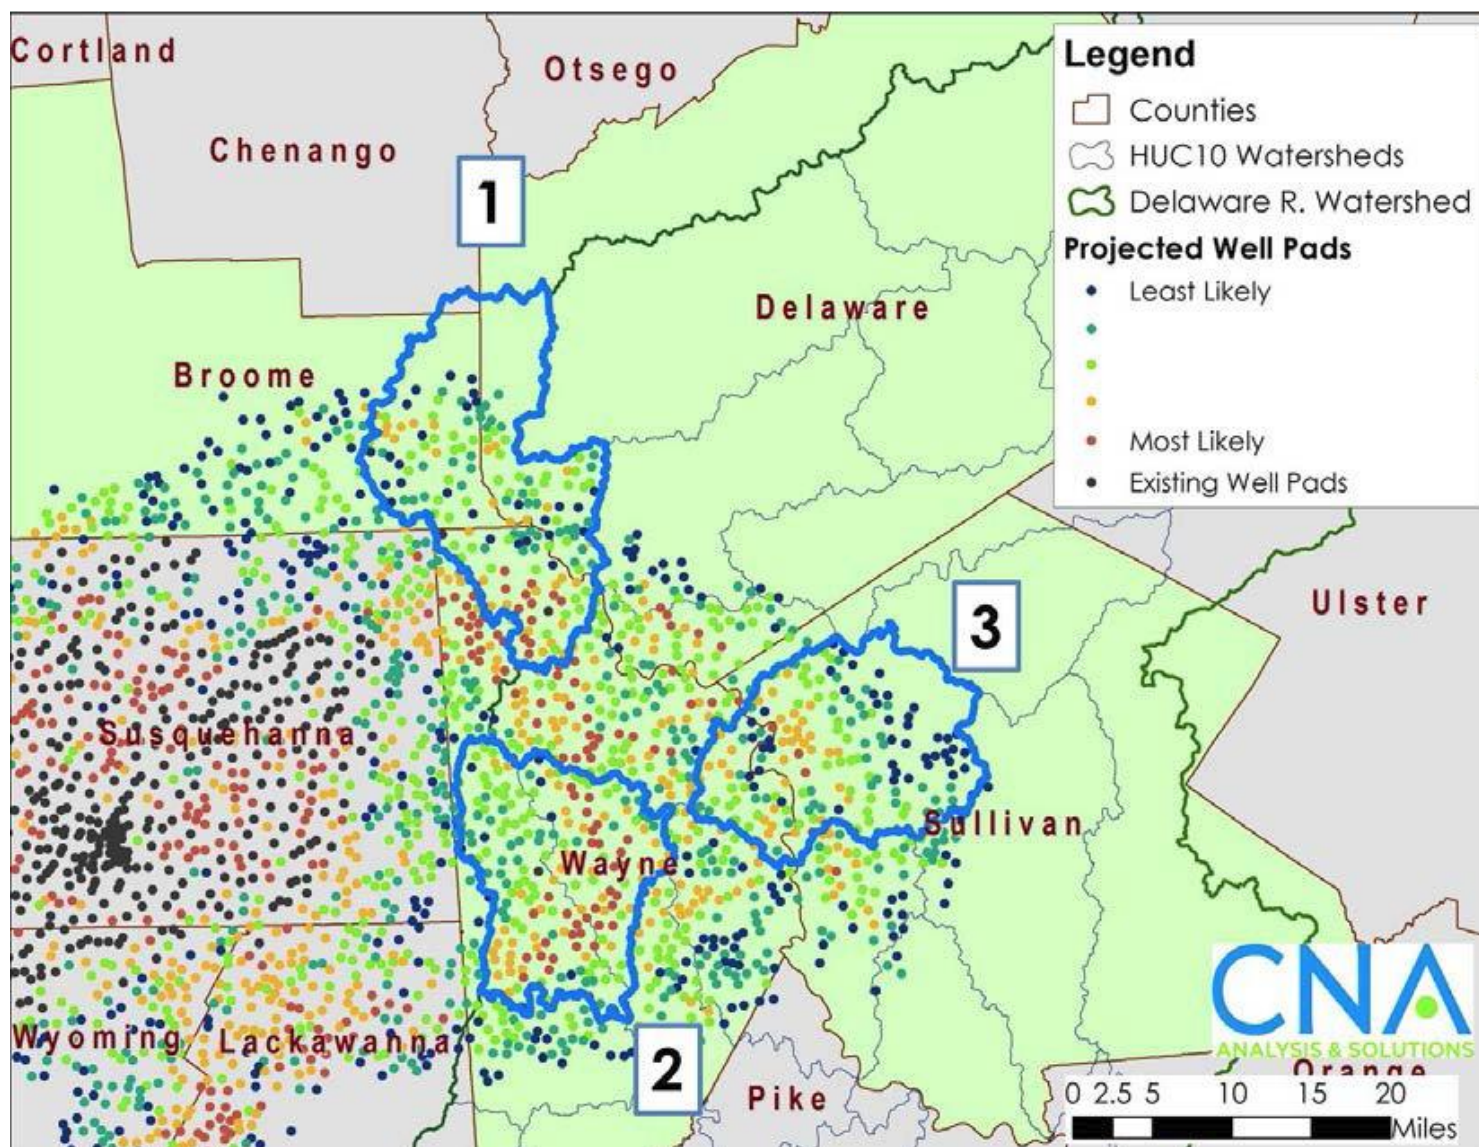 Cortland
Otsego
Chenango
1
Delaware
Broome
3
Ulster
Susquehanna
Sullivan
Wayne
Wyoming
Lackawanna
2
Pike
Orange
Legend
Counties
HUC10 Watersheds
Delaware R. Watershed
Projected Well Pads
Least Likely
Most Likely
Existing Well Pads
CNA
ANALYSIS & SOLUTIONS
0 2.5 5 10 15 20
Miles